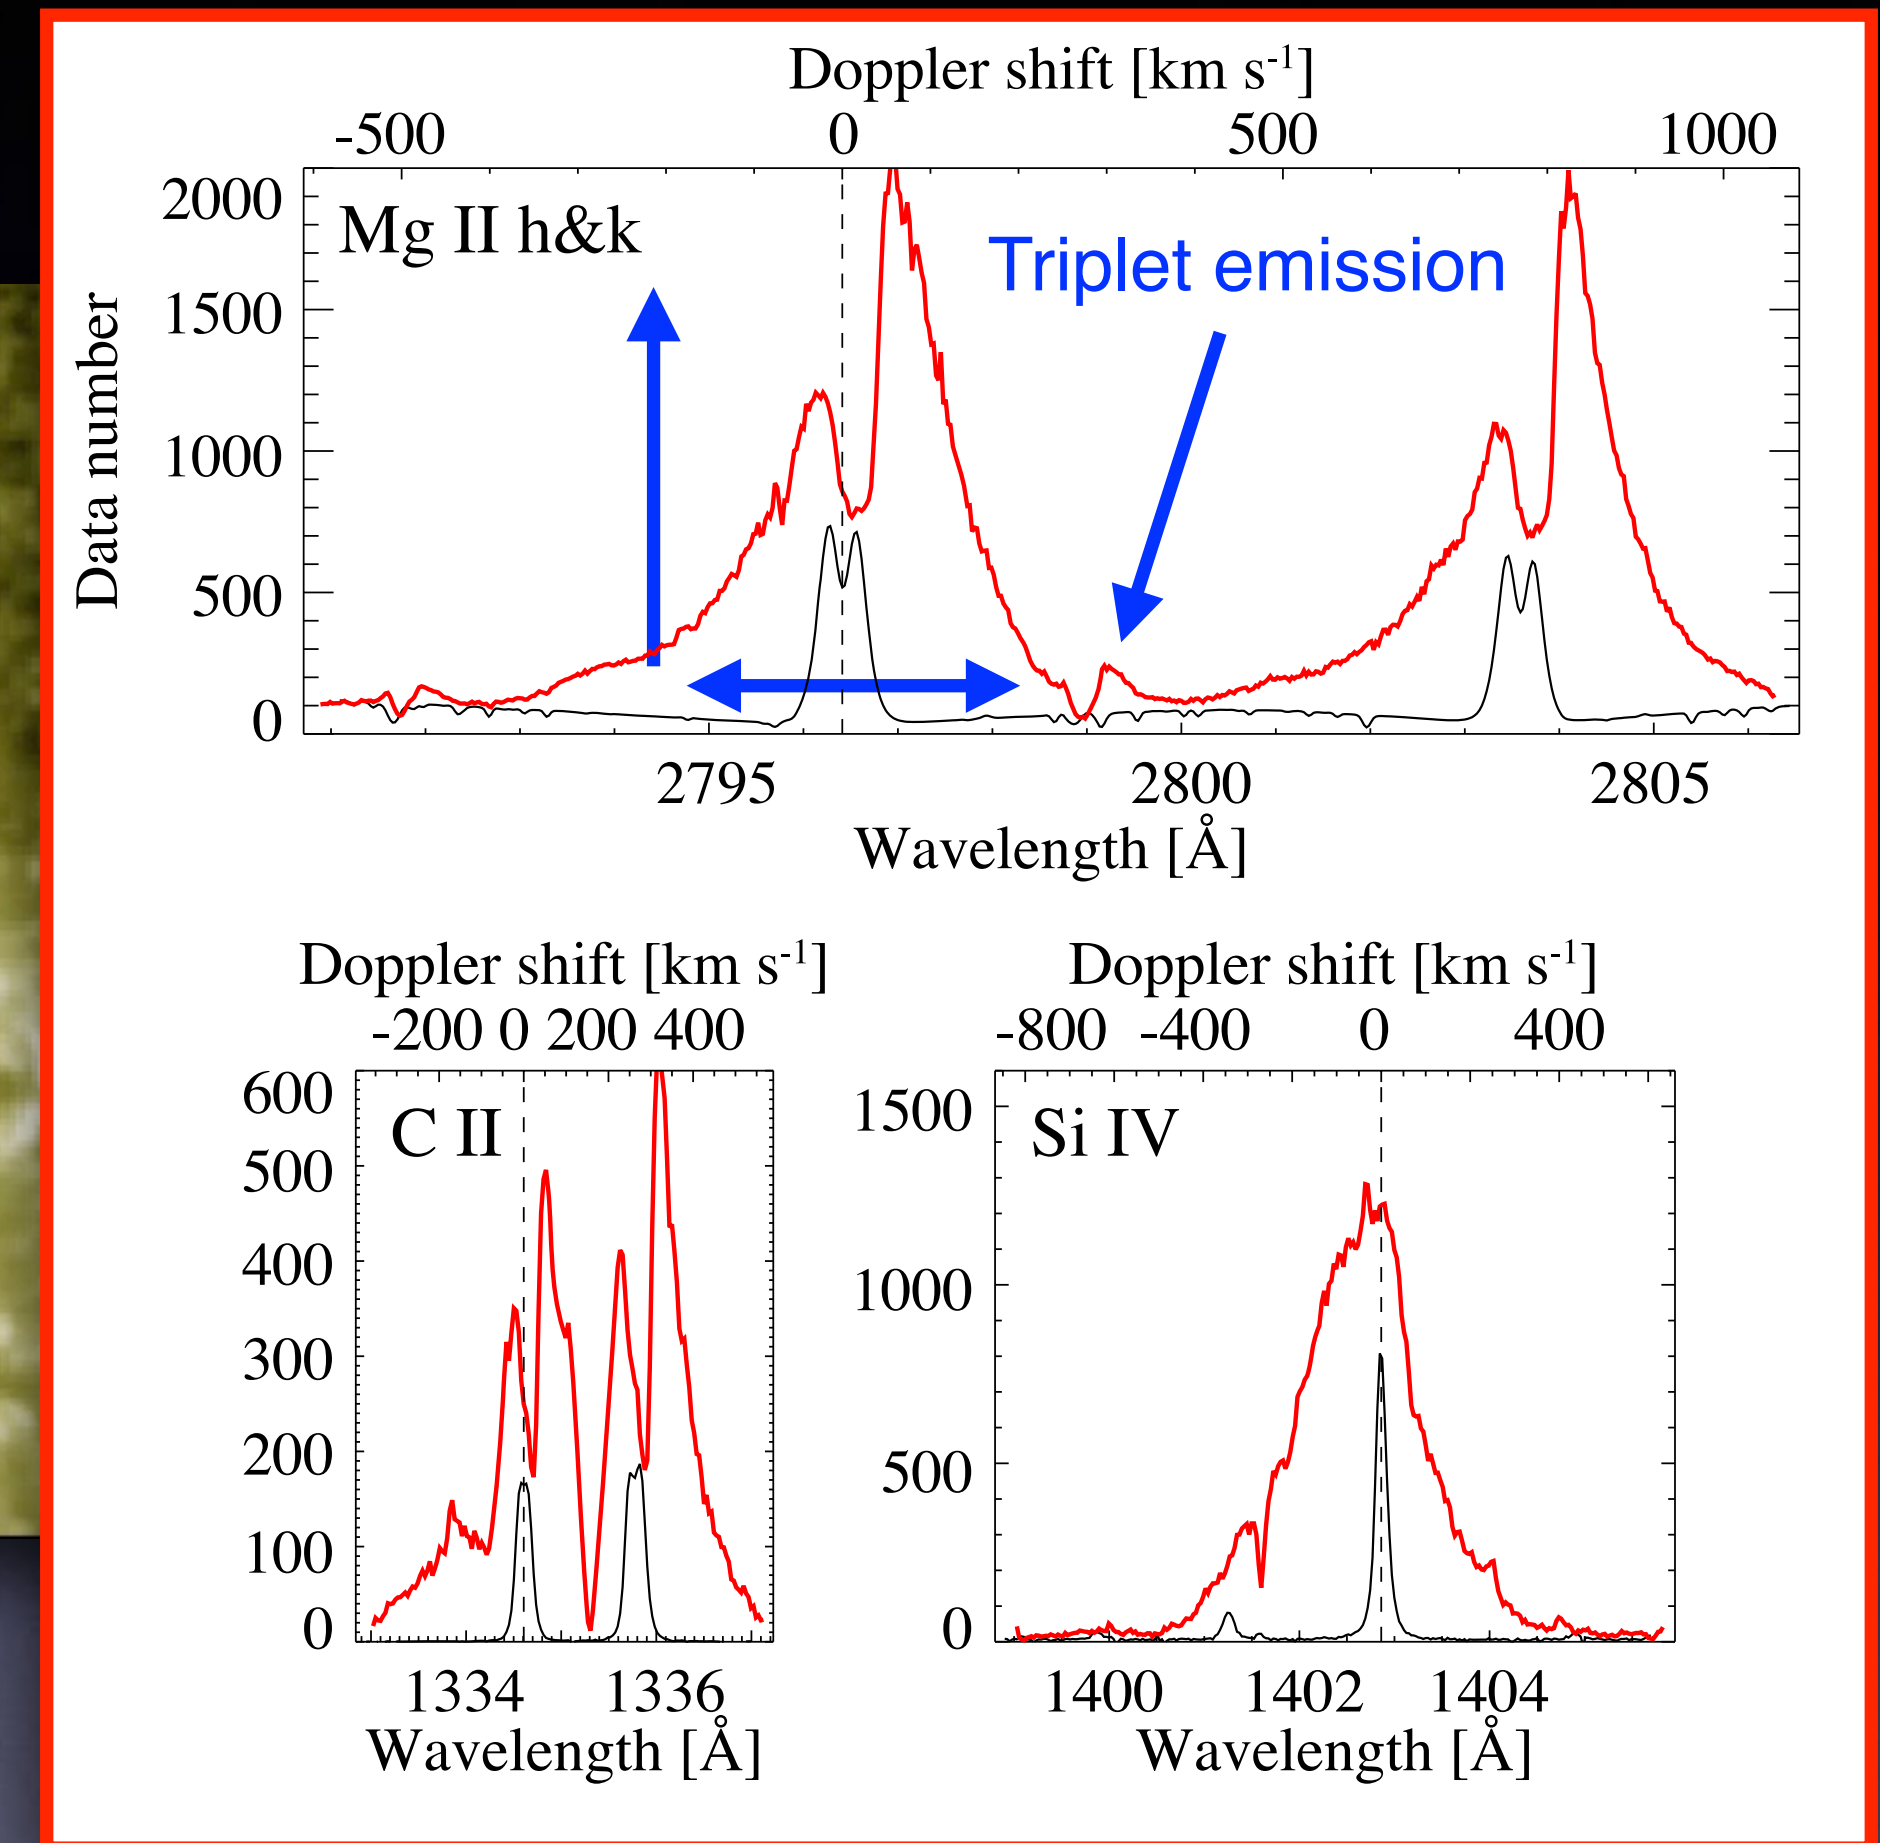 Doppler shift [km s-1]
-500 0 500 1000
2000
1500
1000
500
0
Data number
Mg II h&k
Triplet emission
2795 2800 2805
Wavelength [Å]
Doppler shift [km s-1]
-200 0 200 400
600
500
400
300
200
100
0
C II
1334 1336
Wavelength [Å]
Doppler shift [km s-1]
-800 -400 0 400
1500
1000
500
0
Si IV
1400 1402 1404
Wavelength [Å]